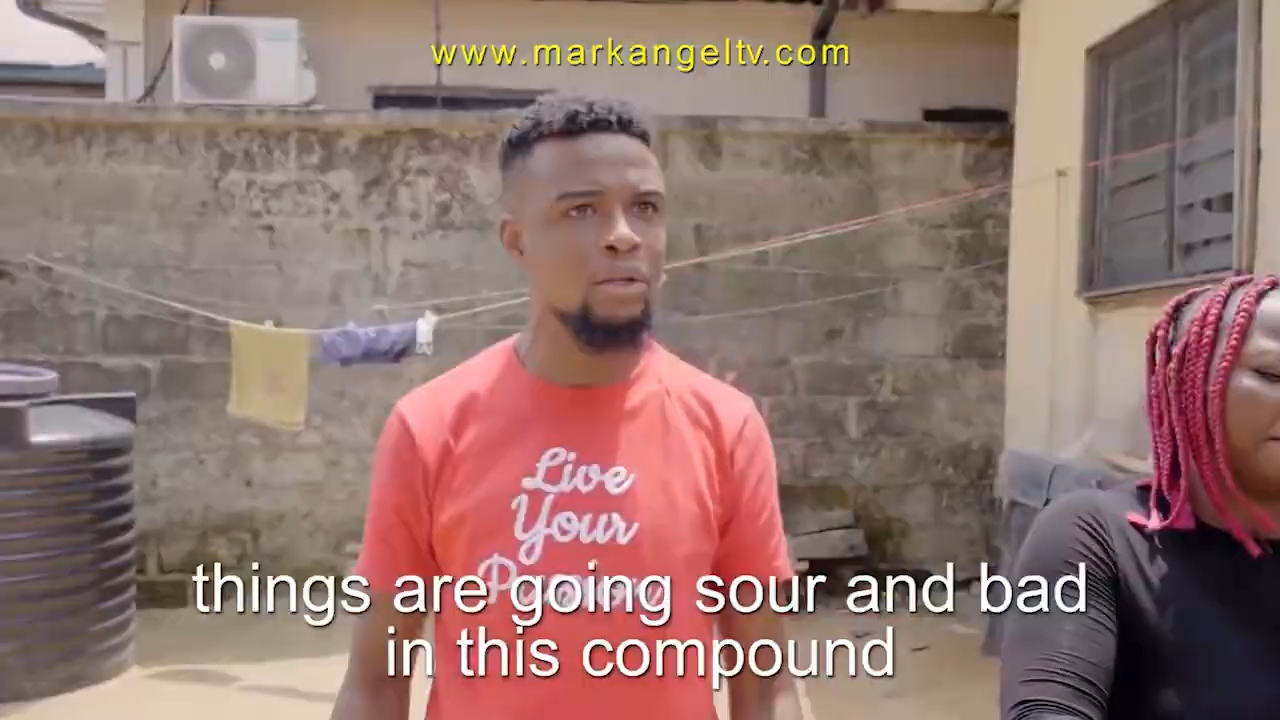 www.markangeltv.com
Live
Your
things are going sour and bad
in this compound